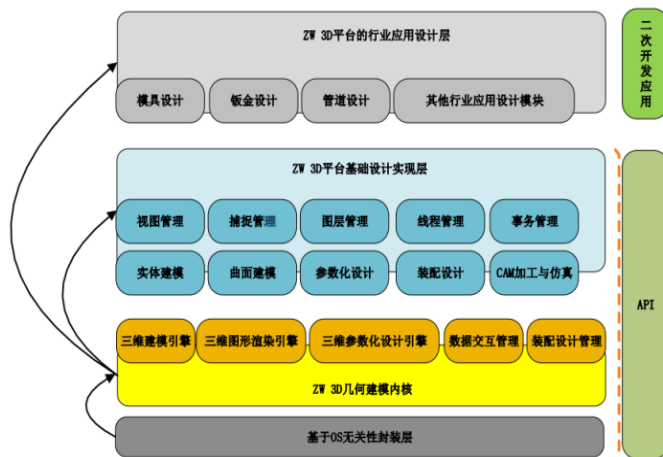 ZW 3D平台的行业应用设计层
模具设计
钣金设计
管道设计
其他行业应用设计模块
二次开发应用
ZW 3D平台基础设计实现层
视图管理
捕捉管理
图层管理
线程管理
事务管理
实体建模
曲面建模
参数化设计
装配设计
CAM加工与仿真
API
三维建模引擎
三维图形渲染引擎
三维参数化设计引擎
数据交互管理
装配设计管理
ZW 3D几何建模内核
基于OS无关性封装层